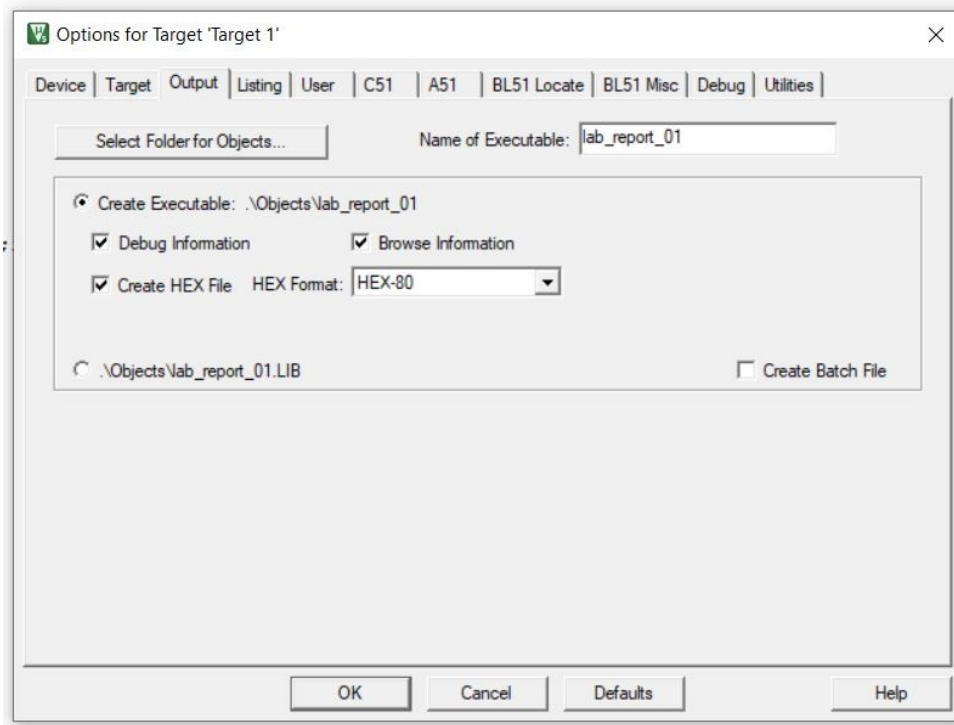 Options for Target 'Target 1'
Device Target Output Listing User C51 A51 BL51 Locate BL51 Misc Debug Utilities
Select Folder for Objects... Name of Executable: lab_report_01
Create Executable: .\Objects\lab_report_01
Debug Information Browse Information
Create HEX File HEX Format: HEX-80
.\Objects\lab_report_01.LIB Create Batch File
OK Cancel Defaults Help